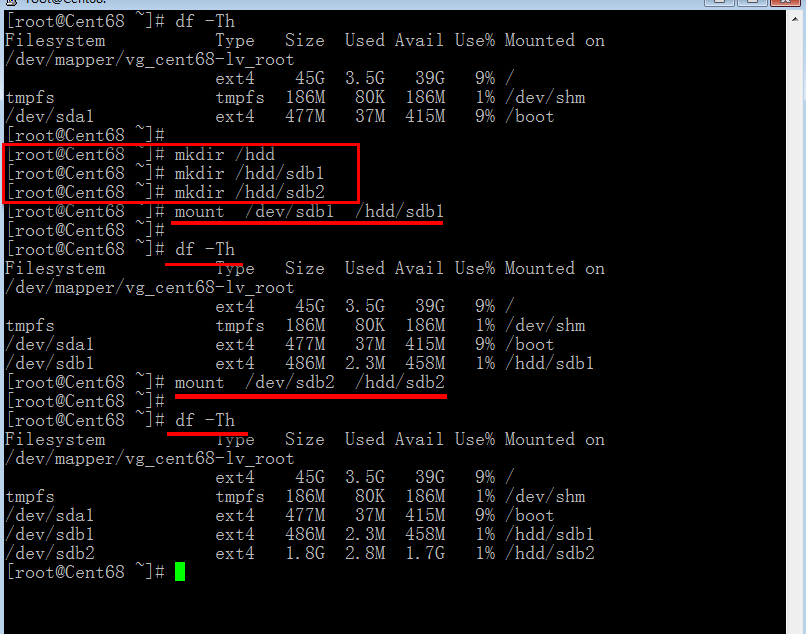 root@Cent68:
[root@Cent68 ~]# df -Th
Filesystem           Type   Size  Used Avail Use% Mounted on
/dev/mapper/vg_cent68-lv_root
                     ext4    45G  3.5G   39G   9% /
tmpfs                tmpfs  186M   80K  186M   1% /dev/shm
/dev/sda1            ext4   477M   37M  415M   9% /boot
[root@Cent68 ~]#
[root@Cent68 ~]# mkdir /hdd
[root@Cent68 ~]# mkdir /hdd/sdb1
[root@Cent68 ~]# mkdir /hdd/sdb2
[root@Cent68 ~]# mount  /dev/sdb1  /hdd/sdb1
[root@Cent68 ~]#
[root@Cent68 ~]# df -Th
Filesystem           Type   Size  Used Avail Use% Mounted on
/dev/mapper/vg_cent68-lv_root
                     ext4    45G  3.5G   39G   9% /
tmpfs                tmpfs  186M   80K  186M   1% /dev/shm
/dev/sda1            ext4   477M   37M  415M   9% /boot
/dev/sdb1            ext4   486M  2.3M  458M   1% /hdd/sdb1
[root@Cent68 ~]# mount  /dev/sdb2  /hdd/sdb2
[root@Cent68 ~]#
[root@Cent68 ~]# df -Th
Filesystem           Type   Size  Used Avail Use% Mounted on
/dev/mapper/vg_cent68-lv_root
                     ext4    45G  3.5G   39G   9% /
tmpfs                tmpfs  186M   80K  186M   1% /dev/shm
/dev/sda1            ext4   477M   37M  415M   9% /boot
/dev/sdb1            ext4   486M  2.3M  458M   1% /hdd/sdb1
/dev/sdb2            ext4   1.8G  2.8M  1.7G   1% /hdd/sdb2
[root@Cent68 ~]#